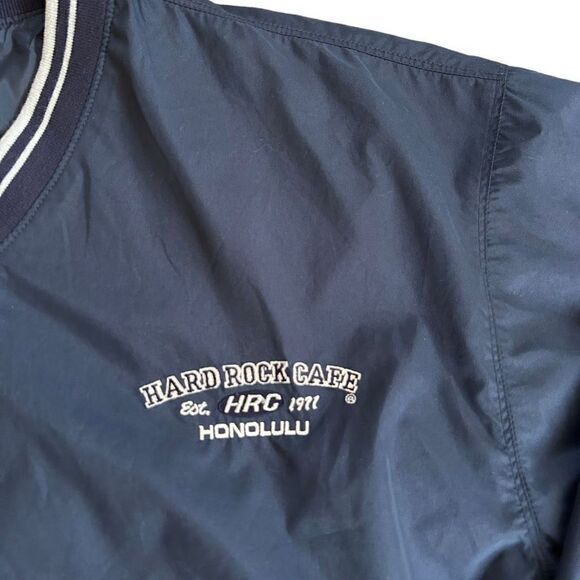 HARD ROCK CAFE ®
Est. HRC 1971
HONOLULU